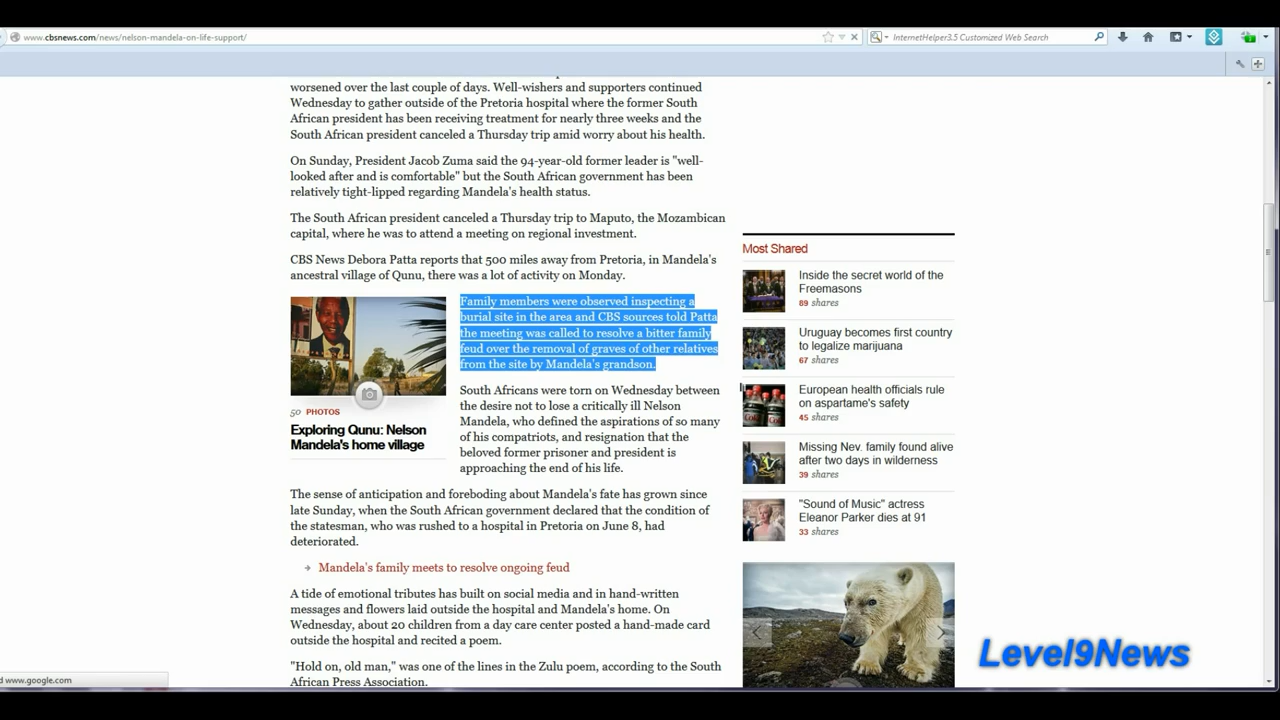 www.cbsnews.com/news/nelson-mandela-on-life-support/
InternetHelper3.5 Customized Web Search
worsened over the last couple of days. Well-wishers and supporters continued
Wednesday to gather outside of the Pretoria hospital where the former South
African president has been receiving treatment for nearly three weeks and the
South African president canceled a Thursday trip amid worry about his health.
On Sunday, President Jacob Zuma said the 94-year-old former leader is "well-
looked after and is comfortable" but the South African government has been
relatively tight-lipped regarding Mandela's health status.
The South African president canceled a Thursday trip to Maputo, the Mozambican
capital, where he was to attend a meeting on regional investment.
CBS News Debora Patta reports that 500 miles away from Pretoria, in Mandela's
ancestral village of Qunu, there was a lot of activity on Monday.
Family members were observed inspecting a
burial site in the area and CBS sources told Patta
the meeting was called to resolve a bitter family
feud over the removal of graves of other relatives
from the site by Mandela's grandson.
50 PHOTOS
Exploring Qunu: Nelson
Mandela's home village
South Africans were torn on Wednesday between
the desire not to lose a critically ill Nelson
Mandela, who defined the aspirations of so many
of his compatriots, and resignation that the
beloved former prisoner and president is
approaching the end of his life.
The sense of anticipation and foreboding about Mandela's fate has grown since
late Sunday, when the South African government declared that the condition of
the statesman, who was rushed to a hospital in Pretoria on June 8, had
deteriorated.
Mandela's family meets to resolve ongoing feud
A tide of emotional tributes has built on social media and in hand-written
messages and flowers laid outside the hospital and Mandela's home. On
Wednesday, about 20 children from a day care center posted a hand-made card
outside the hospital and recited a poem.
"Hold on, old man," was one of the lines in the Zulu poem, according to the South
African Press Association.
Most Shared
Inside the secret world of the
Freemasons
89 shares
Uruguay becomes first country
to legalize marijuana
67 shares
European health officials rule
on aspartame's safety
45 shares
Missing Nev. family found alive
after two days in wilderness
39 shares
"Sound of Music" actress
Eleanor Parker dies at 91
33 shares
Level9News
d www.google.com